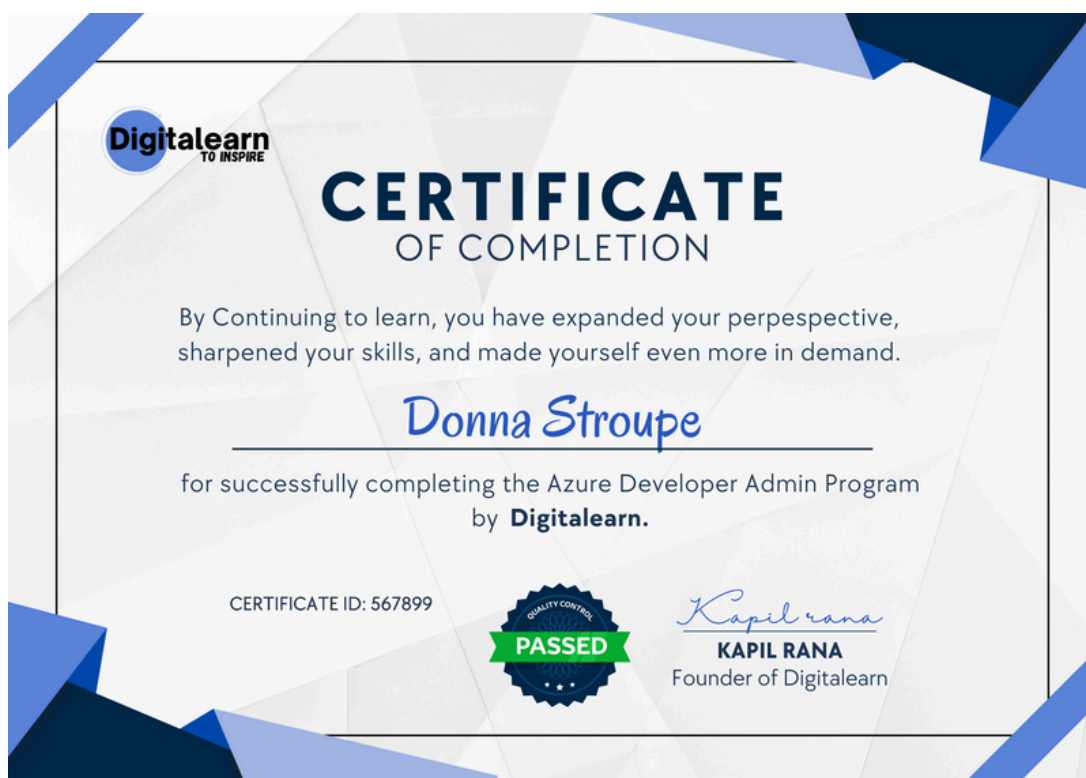 Digitalearn
TO INSPIRE
CERTIFICATE
OF COMPLETION
By Continuing to learn, you have expanded your perpespective,
sharpened your skills, and made yourself even more in demand.
Donna Stroupe
for successfully completing the Azure Developer Admin Program
by Digitalearn.
CERTIFICATE ID: 567899
QUALITY CONTROL
PASSED
Kapil rana
KAPIL RANA
Founder of Digitalearn